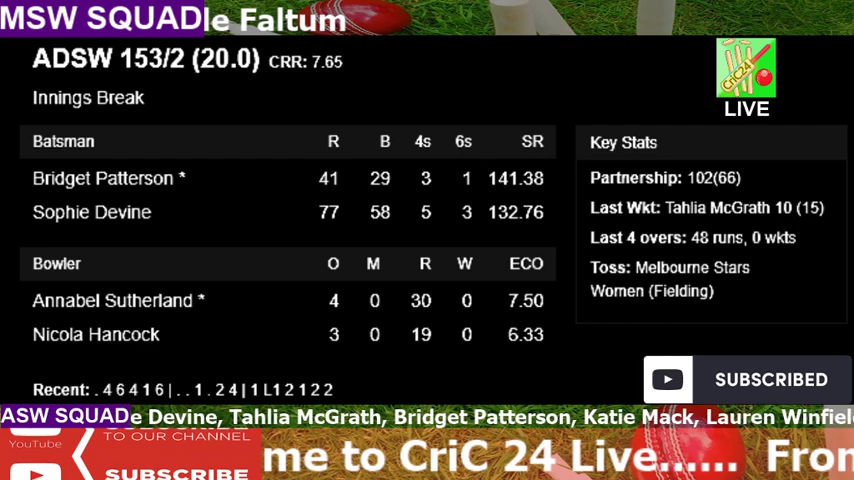 MSW SQUAD le Faltum
ADSW 153/2 (20.0) CRR: 7.65
Innings Break
CriC24
LIVE
Batsman R B 4s 6s SR
Bridget Patterson * 41 29 3 1 141.38
Sophie Devine 77 58 5 3 132.76
Bowler O M R W ECO
Annabel Sutherland * 4 0 30 0 7.50
Nicola Hancock 3 0 19 0 6.33
Recent: . 4 6 4 1 6 | . . 1 . 2 4 | 1 L1 2 1 2 2
Key Stats
Partnership: 102(66)
Last Wkt: Tahlia McGrath 10 (15)
Last 4 overs: 48 runs, 0 wkts
Toss: Melbourne Stars
Women (Fielding)
SUBSCRIBED
ASW SQUAD e Devine, Tahlia McGrath, Bridget Patterson, Katie Mack, Lauren Winfiel
YouTube
TO OUR CHANNEL
SUBSCRIBE
me to CriC 24 Live...... From